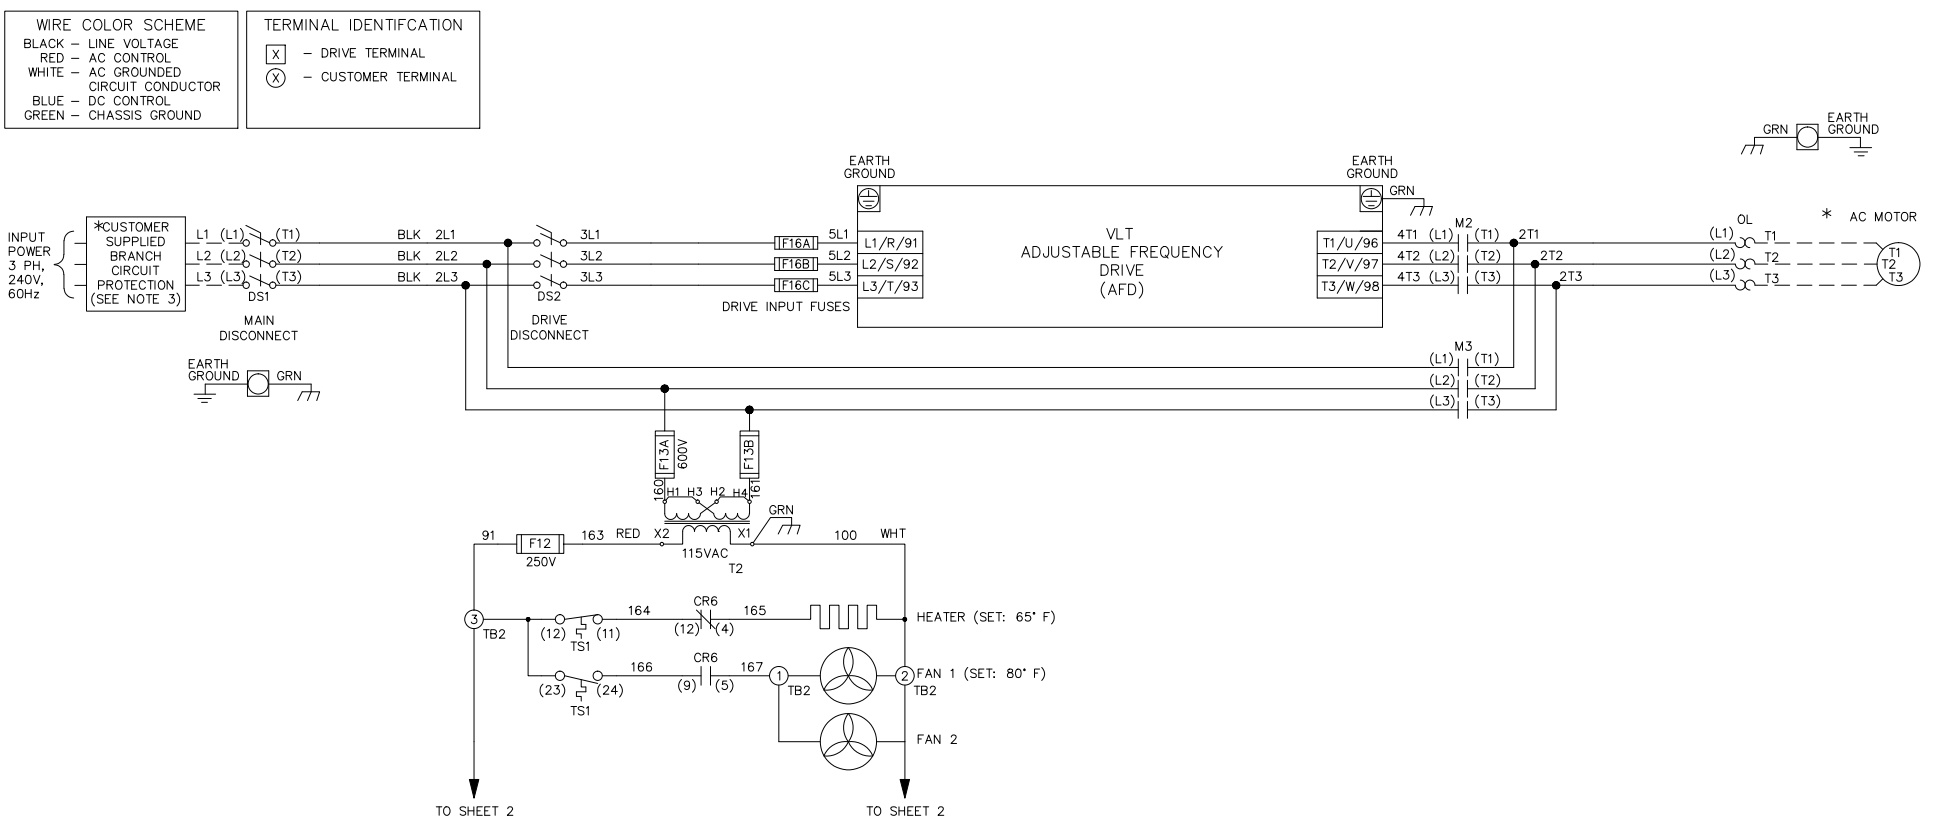 WIRE COLOR SCHEME
BLACK – LINE VOLTAGE
RED – AC CONTROL
WHITE – AC GROUNDED
CIRCUIT CONDUCTOR
BLUE – DC CONTROL
GREEN – CHASSIS GROUND
TERMINAL IDENTIFCATION
X – DRIVE TERMINAL
X – CUSTOMER TERMINAL
INPUT
POWER
3 PH,
240V,
60Hz
*CUSTOMER
SUPPLIED
BRANCH
CIRCUIT
PROTECTION
(SEE NOTE 3)
L1 (L1) (T1) BLK 2L1 3L1 F16A 5L1 L1/R/91
L2 (L2) (T2) BLK 2L2 3L2 F16B 5L2 L2/S/92
L3 (L3) (T3) BLK 2L3 3L3 F16C 5L3 L3/T/93
DS1
MAIN
DISCONNECT
DS2
DRIVE
DISCONNECT
DRIVE INPUT FUSES
EARTH
GROUND
GRN
EARTH
GROUND
VLT
ADJUSTABLE FREQUENCY
DRIVE
(AFD)
EARTH
GROUND
GRN
M2
T1/U/96 4T1 (L1) (T1) 2T1
T2/V/97 4T2 (L2) (T2) 2T2
T3/W/98 4T3 (L3) (T3) 2T3
GRN
EARTH
GROUND
OL
* AC MOTOR
(L1) T1 T1
(L2) T2 T2
(L3) T3 T3
M3
(L1) (T1)
(L2) (T2)
(L3) (T3)
F13A
600V
F13B
160
H1 H3 H2 H4
161
GRN
91 F12 163 RED X2 X1 100 WHT
250V
115VAC
T2
3
TB2
(12) (11)
TS1
164
CR6
(12) (4)
165
HEATER (SET: 65° F)
(23) (24)
TS1
166
CR6
(9) (5)
167
1
TB2
2
TB2
FAN 1 (SET: 80° F)
FAN 2
TO SHEET 2
TO SHEET 2